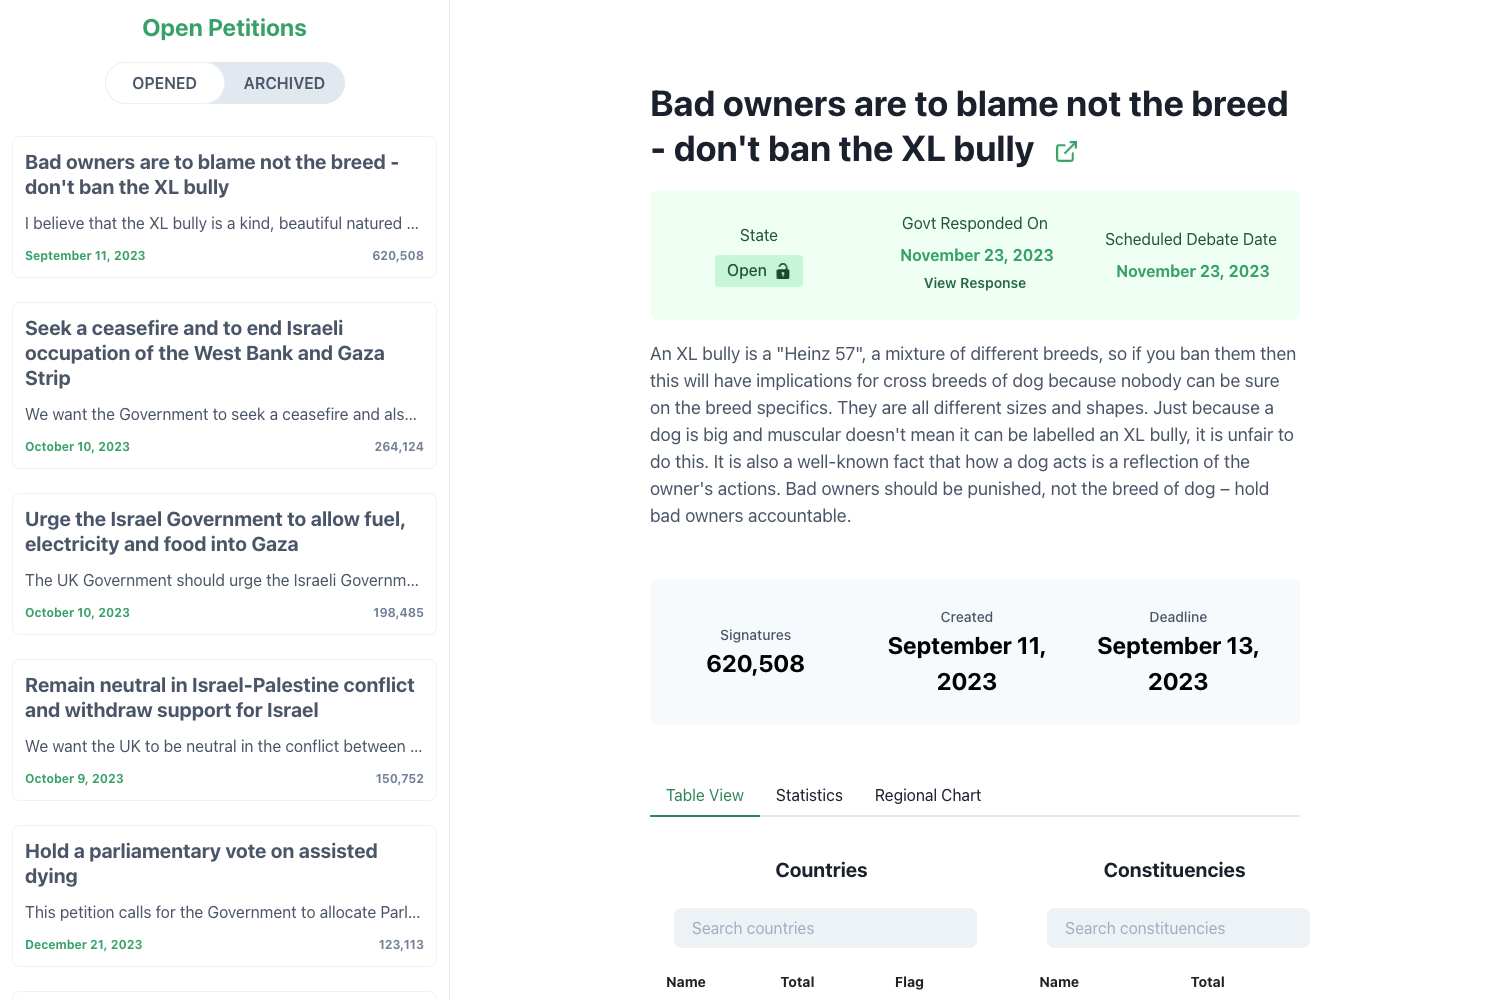 Open Petitions
OPENED
ARCHIVED
Bad owners are to blame not the breed -
don't ban the XL bully
I believe that the XL bully is a kind, beautiful natured ...
September 11, 2023
620,508
Seek a ceasefire and to end Israeli
occupation of the West Bank and Gaza
Strip
We want the Government to seek a ceasefire and als...
October 10, 2023
264,124
Urge the Israel Government to allow fuel,
electricity and food into Gaza
The UK Government should urge the Israeli Governm...
October 10, 2023
198,485
Remain neutral in Israel-Palestine conflict
and withdraw support for Israel
We want the UK to be neutral in the conflict between ...
October 9, 2023
150,752
Hold a parliamentary vote on assisted
dying
This petition calls for the Government to allocate Parl...
December 21, 2023
123,113
Bad owners are to blame not the breed
- don't ban the XL bully
State
Open
Govt Responded On
November 23, 2023
View Response
Scheduled Debate Date
November 23, 2023
An XL bully is a "Heinz 57", a mixture of different breeds, so if you ban them then
this will have implications for cross breeds of dog because nobody can be sure
on the breed specifics. They are all different sizes and shapes. Just because a
dog is big and muscular doesn't mean it can be labelled an XL bully, it is unfair to
do this. It is also a well-known fact that how a dog acts is a reflection of the
owner's actions. Bad owners should be punished, not the breed of dog – hold
bad owners accountable.
Signatures
620,508
Created
September 11,
2023
Deadline
September 13,
2023
Table View
Statistics
Regional Chart
Countries
Search countries
Name
Total
Flag
Constituencies
Search constituencies
Name
Total